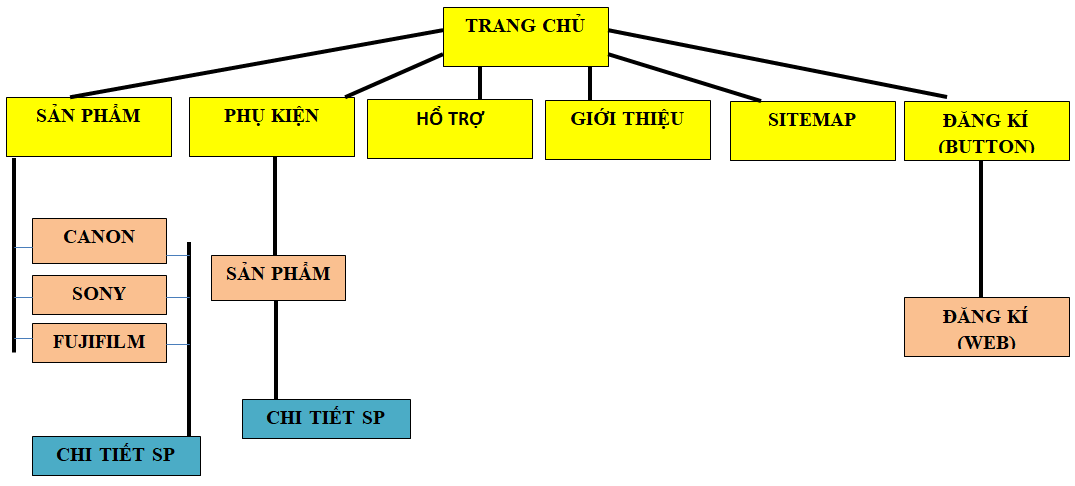 TRANG CHỦ
SẢN PHẨM
PHỤ KIỆN
HỔ TRỢ
GIỚI THIỆU
SITEMAP
ĐĂNG KÍ
(BUTTON)
CANON
SONY
FUJIFILM
SẢN PHẨM
ĐĂNG KÍ
(WEB)
CHI TIẾT SP
CHI TIẾT SP